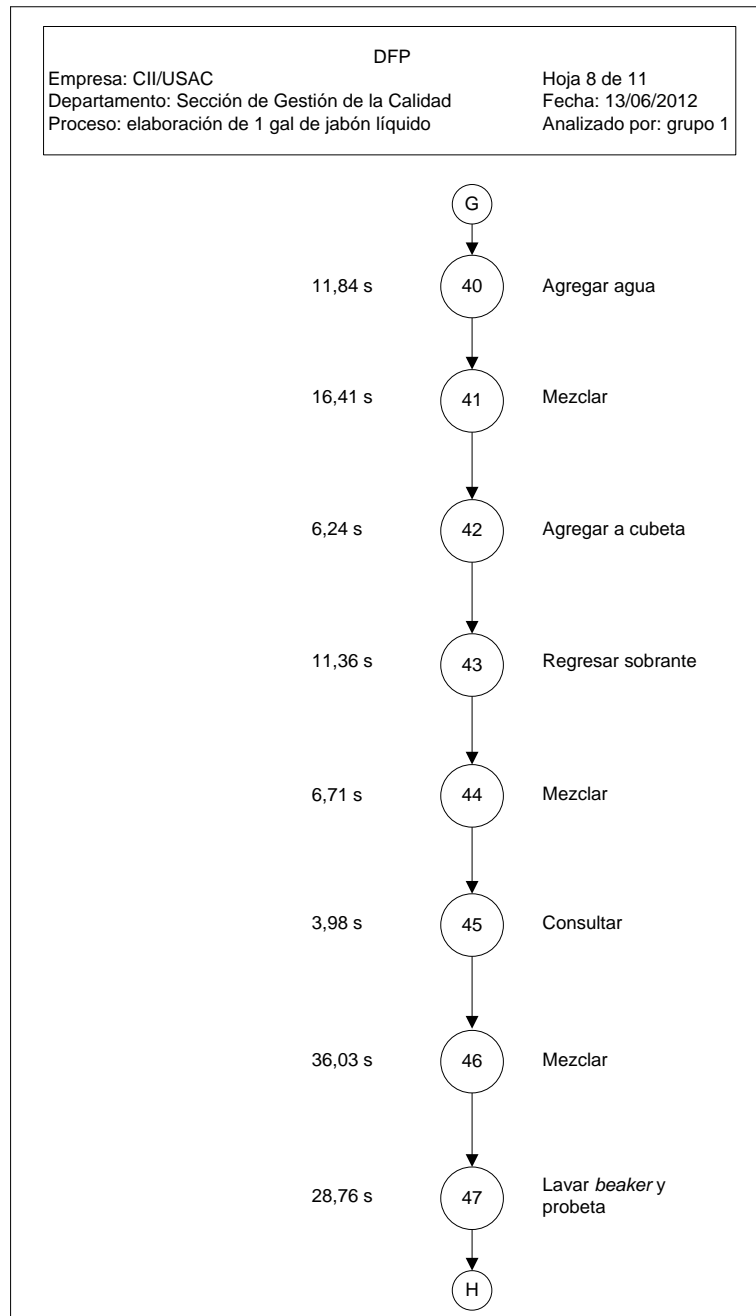 DFP
Empresa: CII/USAC Hoja 8 de 11
Departamento: Sección de Gestión de la Calidad Fecha: 13/06/2012
Proceso: elaboración de 1 gal de jabón líquido Analizado por: grupo 1
G
11,84 s 40 Agregar agua
16,41 s 41 Mezclar
6,24 s 42 Agregar a cubeta
11,36 s 43 Regresar sobrante
6,71 s 44 Mezclar
3,98 s 45 Consultar
36,03 s 46 Mezclar
28,76 s 47 Lavar beaker y
probeta
H